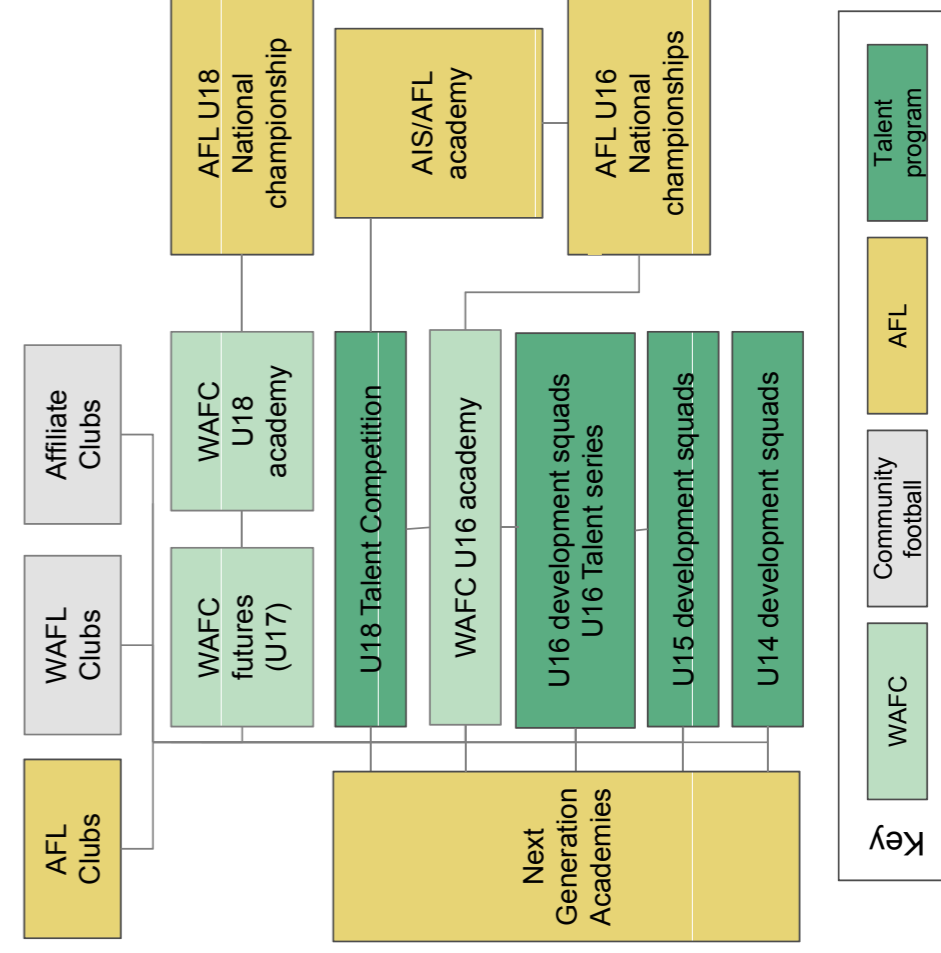 AFL
Clubs
WAFL
Clubs
Affiliate
Clubs
WAFC
futures
(U17)
WAFC
U18
academy
AFL U18
National
championship
U18 Talent Competition
AIS/AFL
academy
WAFC U16 academy
AFL U16
National
championships
U16 development squads
U16 Talent series
U15 development squads
U14 development squads
Next
Generation
Academies
Key
WAFC
Community
football
AFL
Talent
program